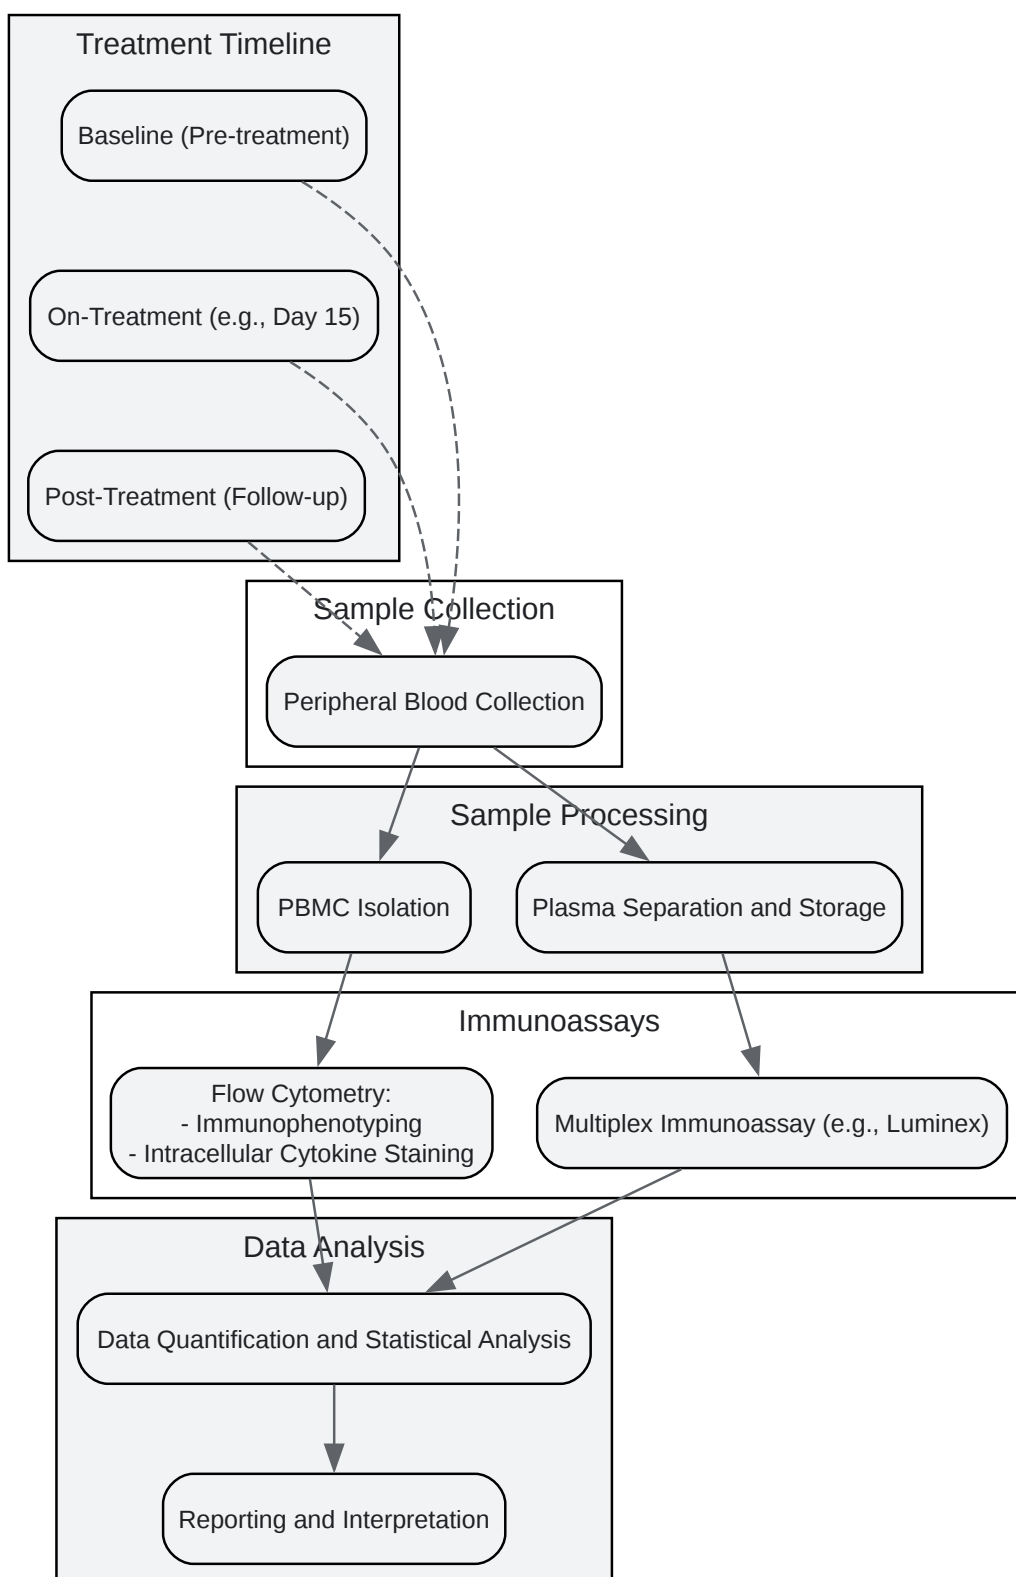 Treatment Timeline
Baseline (Pre-treatment)
On-Treatment (e.g., Day 15)
Post-Treatment (Follow-up)
Sample Collection
Peripheral Blood Collection
Sample Processing
PBMC Isolation
Plasma Separation and Storage
Immunoassays
Flow Cytometry:
- Immunophenotyping
- Intracellular Cytokine Staining
Multiplex Immunoassay (e.g., Luminex)
Data Analysis
Data Quantification and Statistical Analysis
Reporting and Interpretation